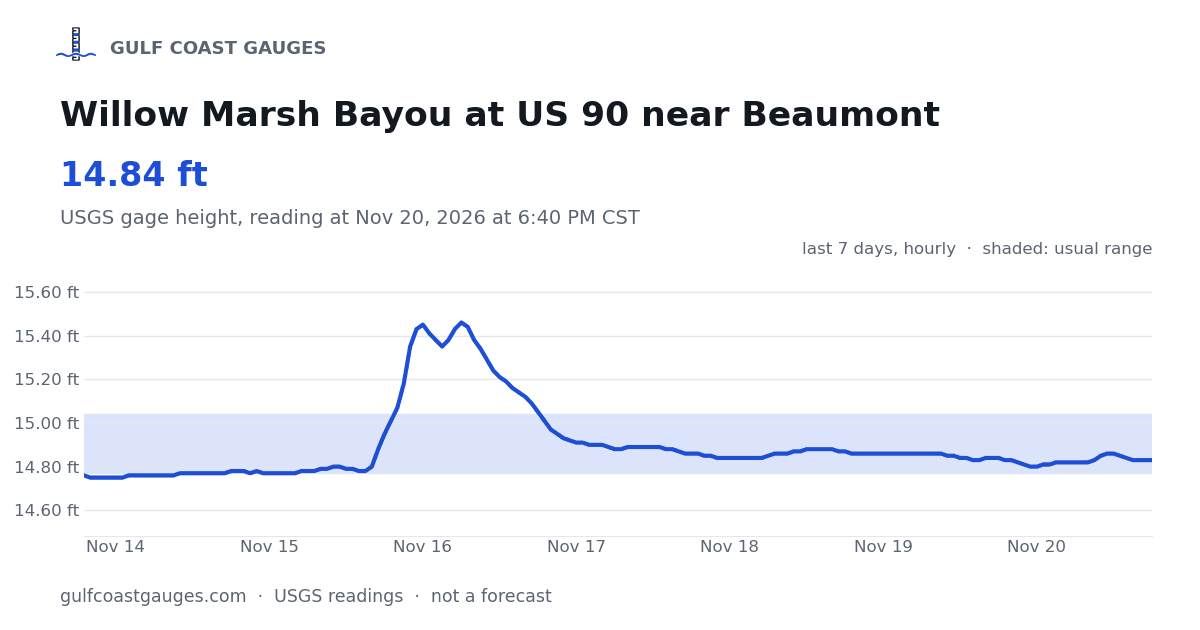 GULF COAST GAUGES
Willow Marsh Bayou at US 90 near Beaumont
14.84 ft
USGS gage height, reading at Nov 20, 2026 at 6:40 PM CST
last 7 days, hourly · shaded: usual range
15.60 ft
15.40 ft
15.20 ft
15.00 ft
14.80 ft
14.60 ft
Nov 14 Nov 15 Nov 16 Nov 17 Nov 18 Nov 19 Nov 20
gulfcoastgauges.com · USGS readings · not a forecast